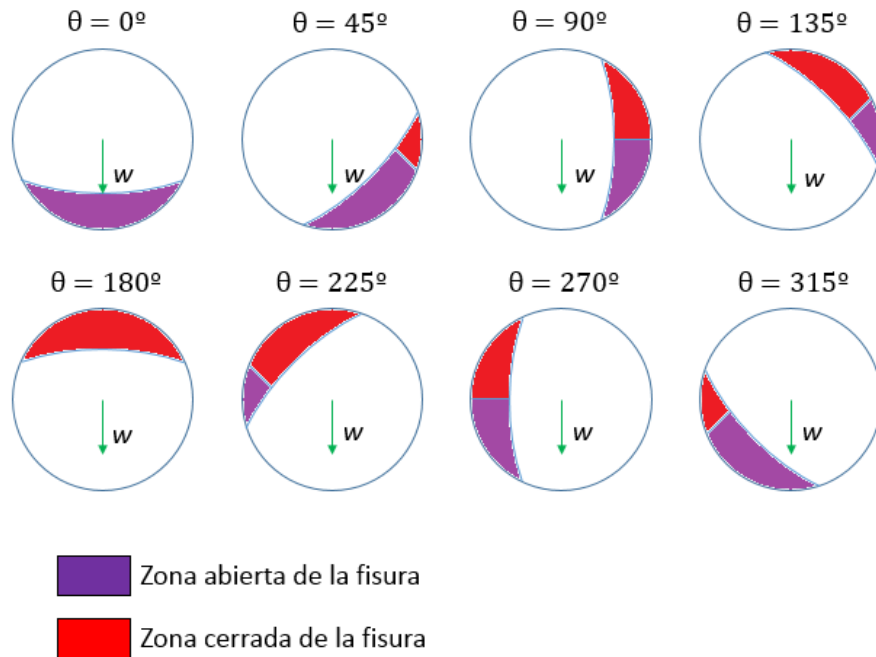 θ = 0º
θ = 45º
θ = 90º
θ = 135º
w
w
w
w
θ = 180º
θ = 225º
θ = 270º
θ = 315º
w
w
w
w
Zona abierta de la fisura
Zona cerrada de la fisura